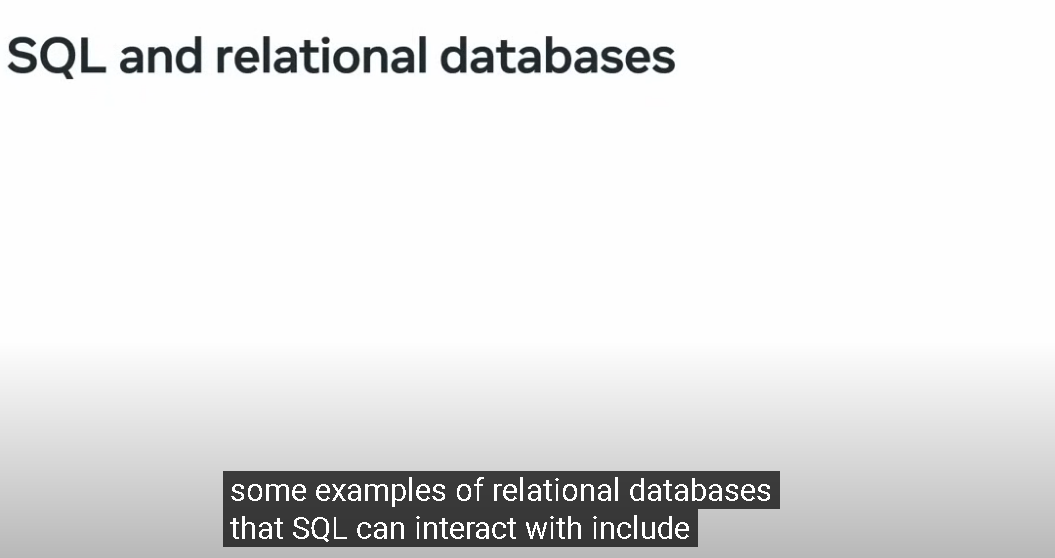 SQL and relational databases
some examples of relational databases
that SQL can interact with include